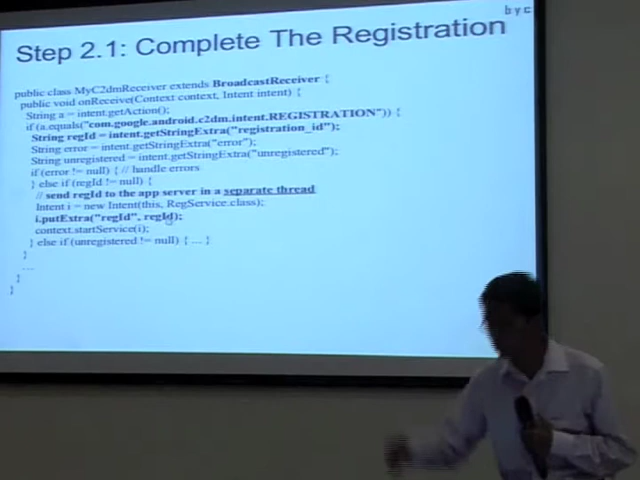 byc
Step 2.1: Complete The Registration
public class MyC2dmReceiver extends BroadcastReceiver {
public void onReceive(Context context, Intent intent) {
String a = intent.getAction();
if (a.equals("com.google.android.c2dm.intent.REGISTRATION")) {
String regId = intent.getStringExtra("registration_id");
String error = intent.getStringExtra("error");
String unregistered = intent.getStringExtra("unregistered");
if (error != null) { // handle errors
} else if (regId != null) {
// send regId to the app server in a separate thread
Intent i = new Intent(this, RegService.class);
i.putExtra("regId", regId);
context.startService(i);
} else if (unregistered != null) { ... }
}
...
}
}